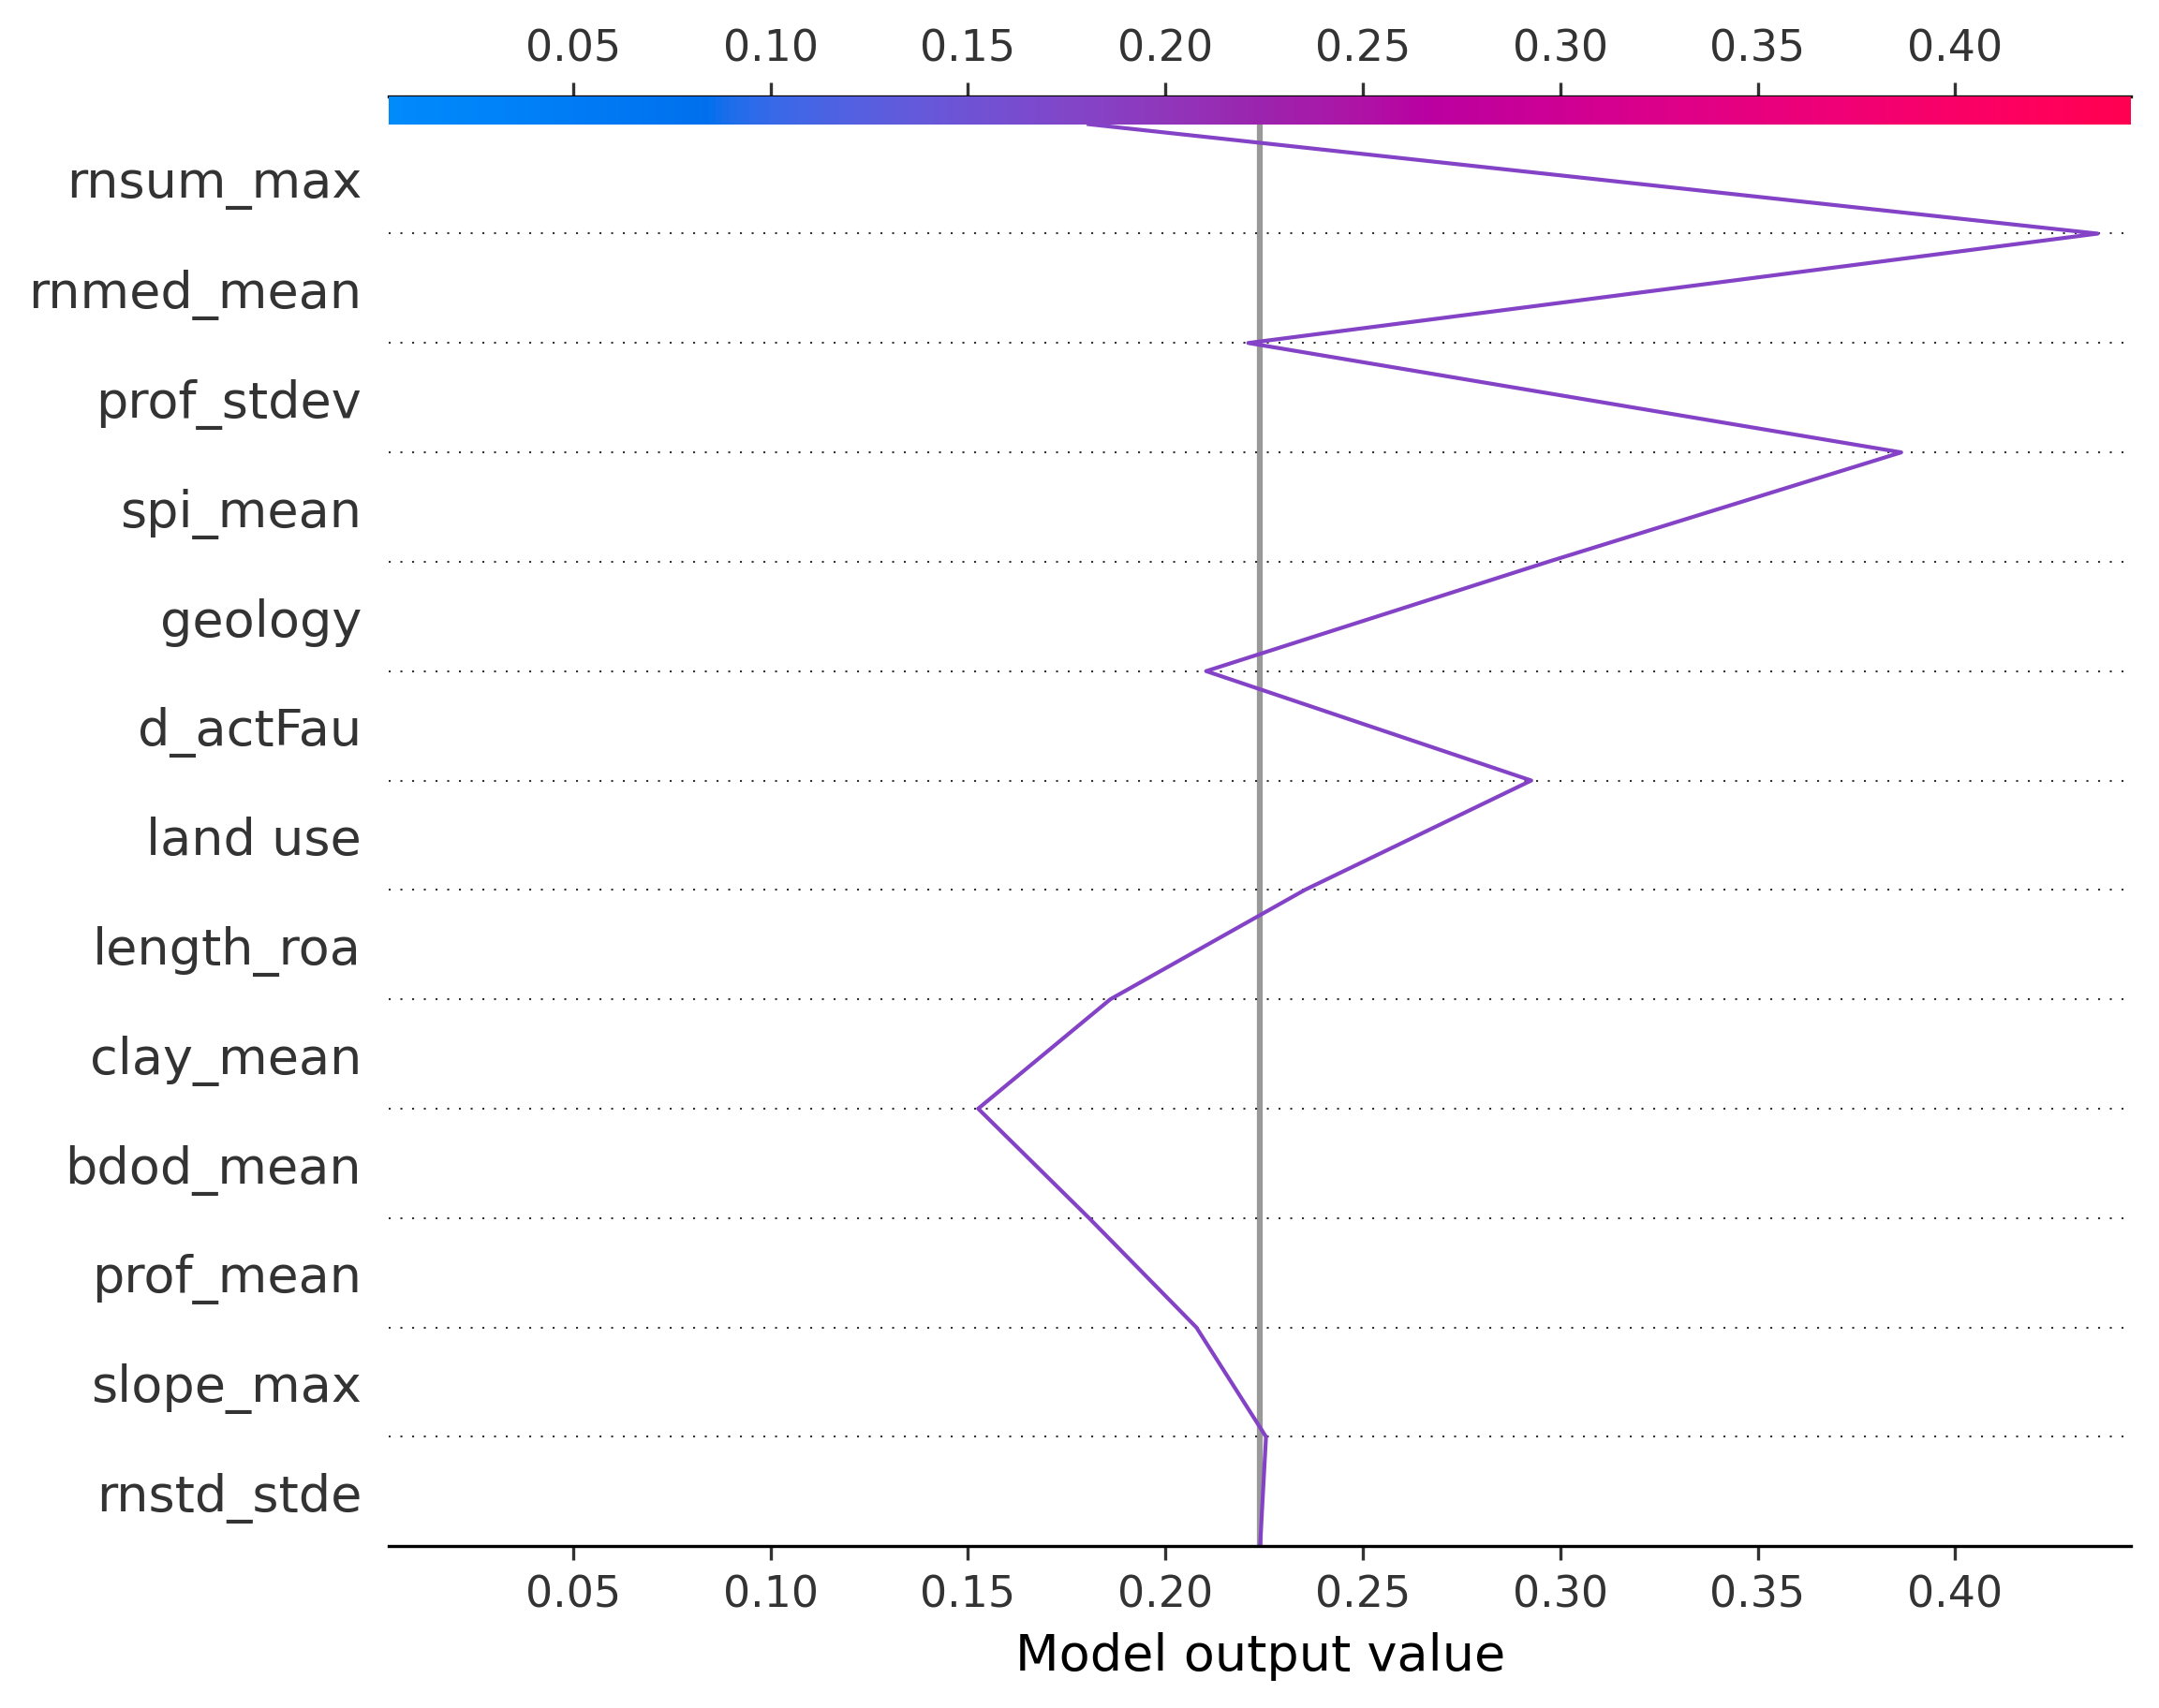 0.05 0.10 0.15 0.20 0.25 0.30 0.35 0.40
rnsum_max
rnmed_mean
prof_stdev
spi_mean
geology
d_actFau
land use
length_roa
clay_mean
bdod_mean
prof_mean
slope_max
rnstd_stde
0.05 0.10 0.15 0.20 0.25 0.30 0.35 0.40
Model output value